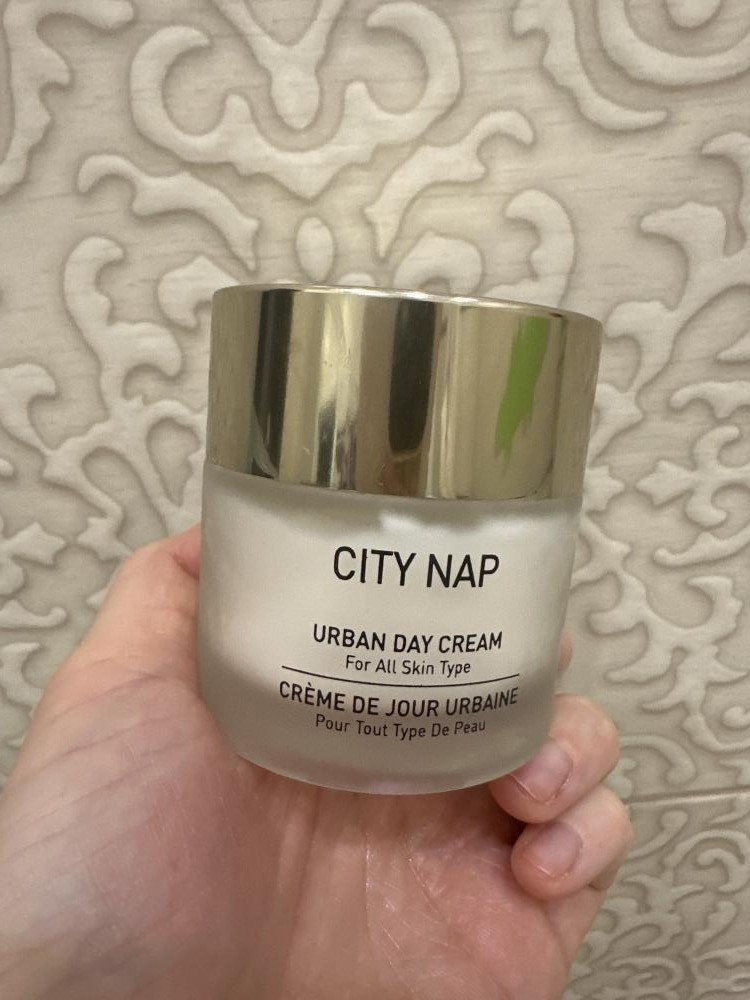 CITY NAP
URBAN DAY CREAM
For All Skin Type
CRÈME DE JOUR URBAINE
Pour Tout Type De Peau